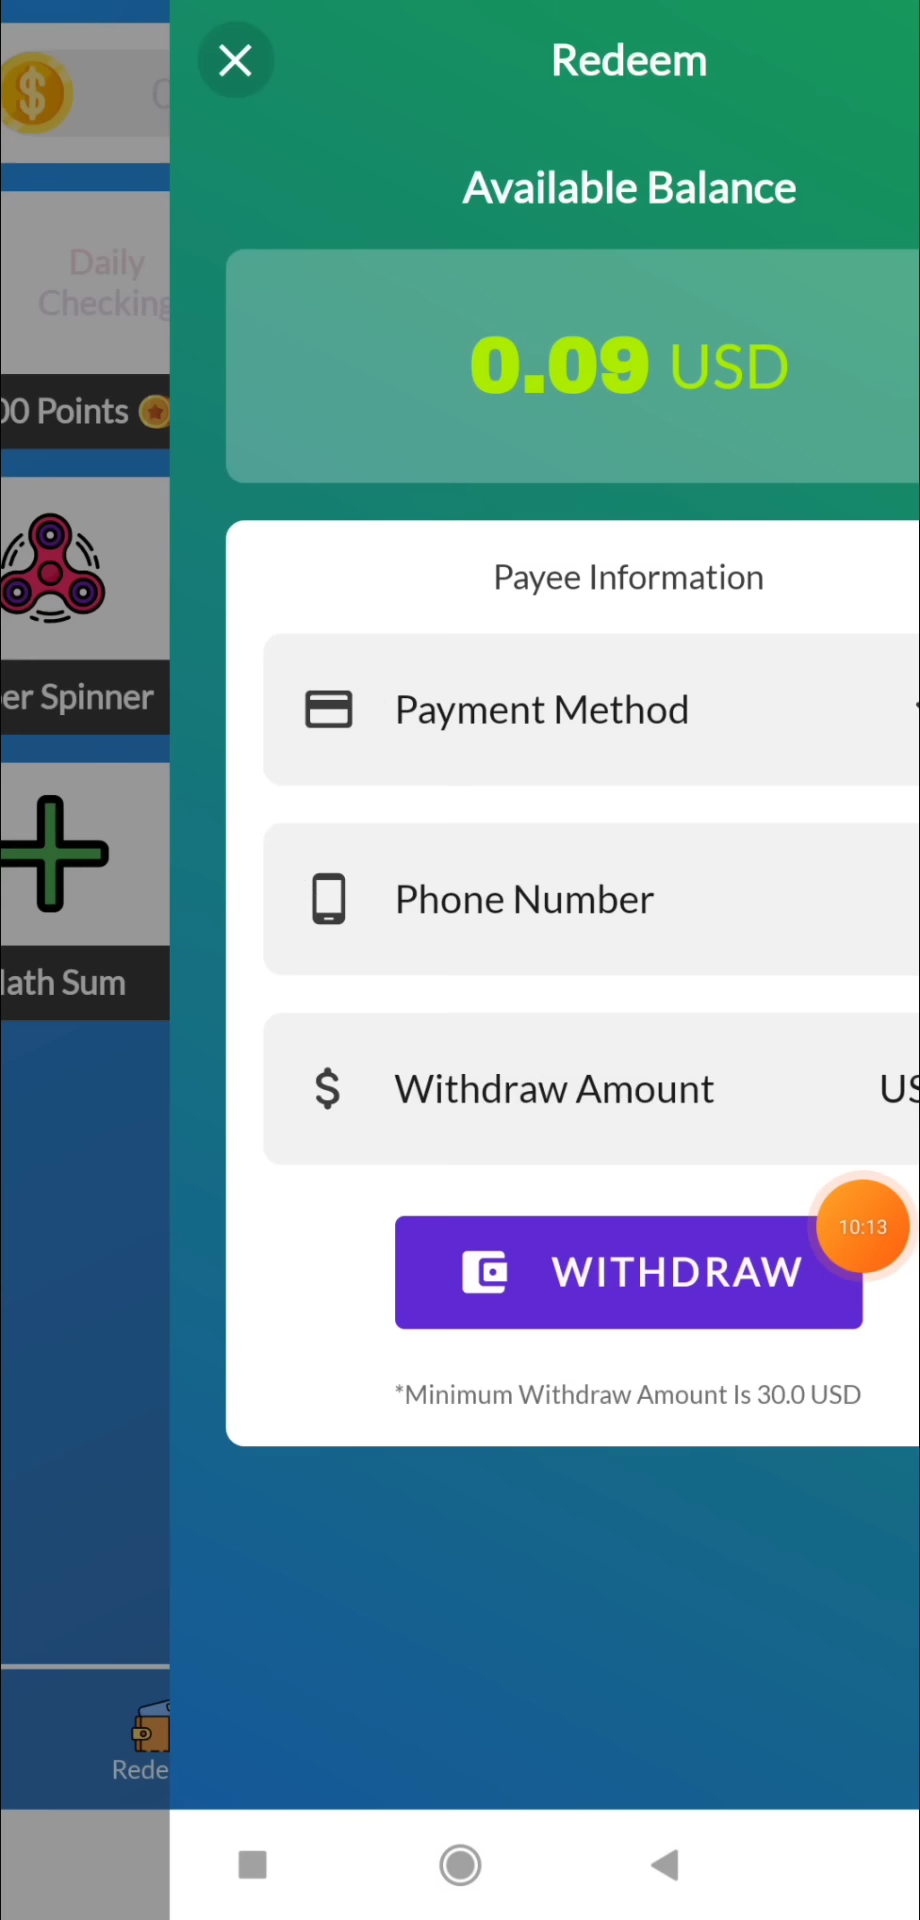 Redeem
Available Balance
0.09 USD
Daily
Checking
00 Points
Payee Information
Payment Method
er Spinner
Phone Number
ath Sum
Withdraw Amount US
10:13
WITHDRAW
*Minimum Withdraw Amount Is 30.0 USD
Rede